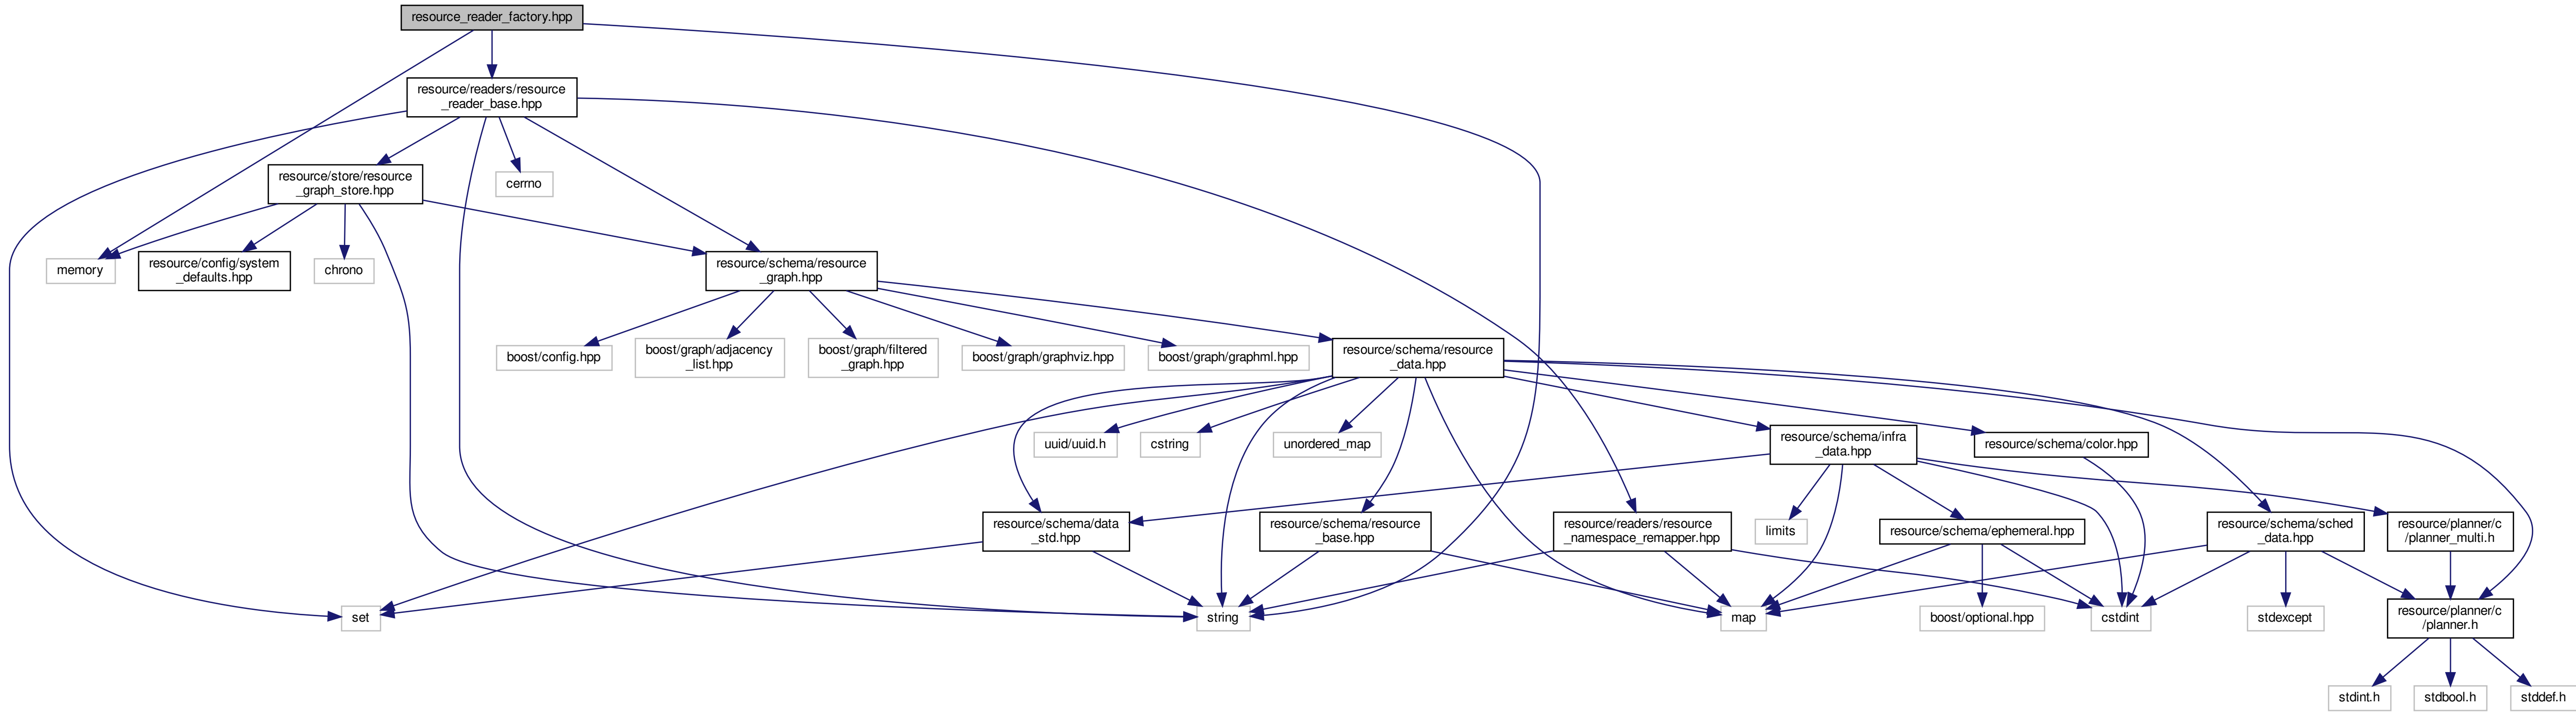 resource_reader_factory.hpp
resource/readers/resource
_reader_base.hpp
resource/store/resource
_graph_store.hpp
cerrno
memory
resource/config/system
_defaults.hpp
chrono
resource/schema/resource
_graph.hpp
boost/config.hpp
boost/graph/adjacency
_list.hpp
boost/graph/filtered
_graph.hpp
boost/graph/graphviz.hpp
boost/graph/graphml.hpp
resource/schema/resource
_data.hpp
uuid/uuid.h
cstring
unordered_map
resource/schema/infra
_data.hpp
resource/schema/color.hpp
resource/schema/data
_std.hpp
resource/schema/resource
_base.hpp
resource/readers/resource
_namespace_remapper.hpp
limits
resource/schema/ephemeral.hpp
resource/schema/sched
_data.hpp
resource/planner/c
/planner_multi.h
set
string
map
boost/optional.hpp
cstdint
stdexcept
resource/planner/c
/planner.h
stdint.h
stdbool.h
stddef.h